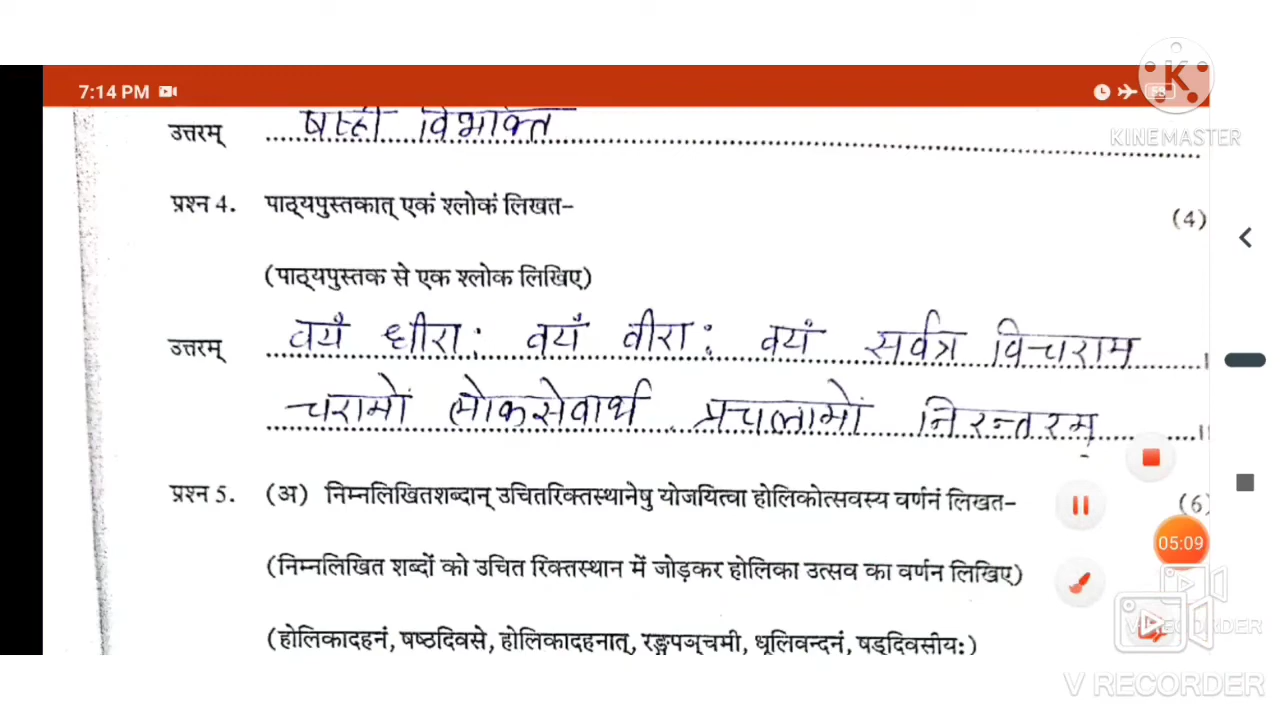 7:14 PM
59
KINEMASTER
उत्तरम् षष्ठी विभक्ति
प्रश्न 4. पाठ्यपुस्तकात् एकं श्लोकं लिखत-
(4)
(पाठ्यपुस्तक से एक श्लोक लिखिए)
उत्तरम् वयं धीरा: वयं वीरा: वयं सर्वत्र विचराम ।
चरामों लोकसेवार्थ प्रचलामों निरन्तरम् ।
प्रश्न 5. (अ) निम्नलिखितशब्दान् उचितरिक्तस्थानेषु योजयित्वा होलिकोत्सवस्य वर्णनं लिखत-
(6)
05:09
(निम्नलिखित शब्दों को उचित रिक्तस्थान में जोड़कर होलिका उत्सव का वर्णन लिखिए)
(होलिकादहनं, षष्ठदिवसे, होलिकादहनात्, रङ्गपञ्चमी, धूलिवन्दनं, षड्दिवसीय:)
V RECORDER
V RECORDER